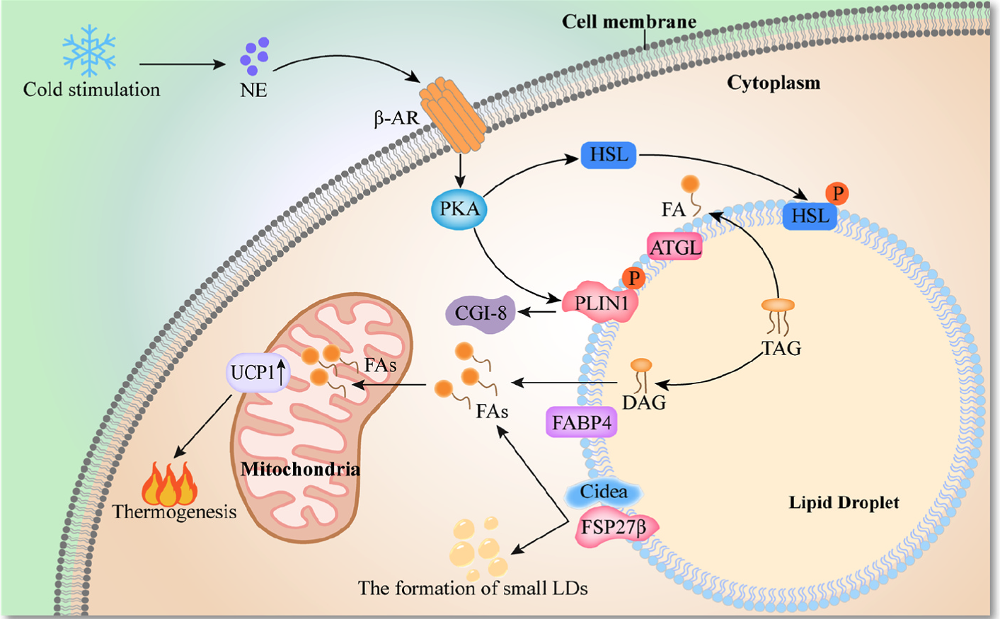 Cell membrane
Cold stimulation
NE
Cytoplasm
β-AR
HSL
P
PKA
FA
HSL
ATGL
P
PLIN1
CGI-8
TAG
UCP1↑
FAs
DAG
FAs
FABP4
Mitochondria
Cidea
Thermogenesis
Lipid Droplet
FSP27β
The formation of small LDs